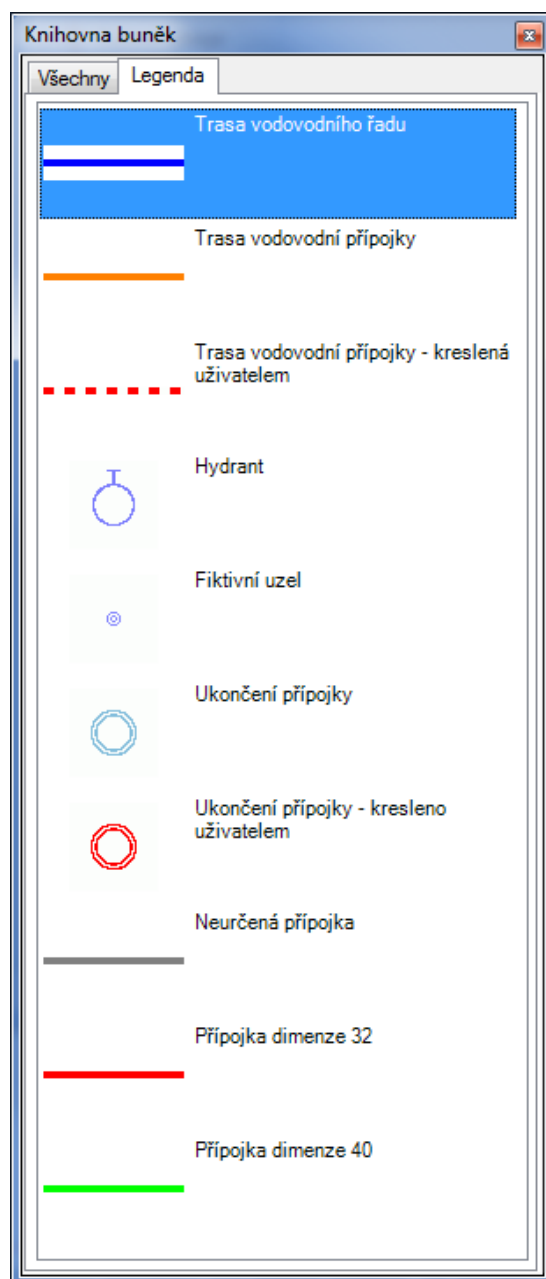 Knihovna buněk
Všechny Legenda
Trasa vodovodního řadu
Trasa vodovodní přípojky
Trasa vodovodní přípojky - kreslená
uživatelem
Hydrant
Fiktivní uzel
Ukončení přípojky
Ukončení přípojky - kresleno
uživatelem
Neurčená přípojka
Přípojka dimenze 32
Přípojka dimenze 40